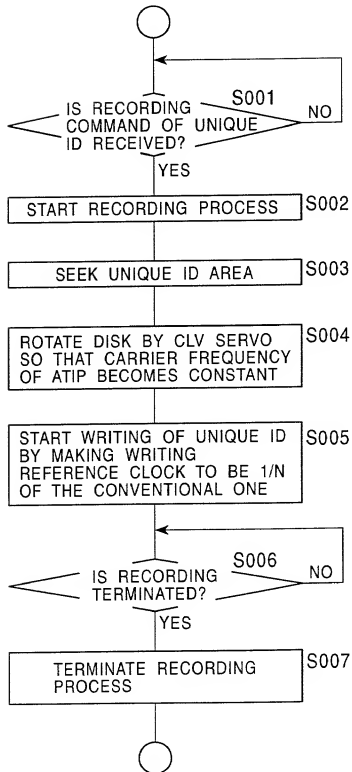 S001
IS RECORDING
COMMAND OF UNIQUE
ID RECEIVED?
NO
YES
START RECORDING PROCESS
S002
SEEK UNIQUE ID AREA
S003
ROTATE DISK BY CLV SERVO
SO THAT CARRIER FREQUENCY
OF ATIP BECOMES CONSTANT
S004
START WRITING OF UNIQUE ID
BY MAKING WRITING
REFERENCE CLOCK TO BE 1/N
OF THE CONVENTIONAL ONE
S005
S006
IS RECORDING
TERMINATED?
NO
YES
TERMINATE RECORDING
PROCESS
S007